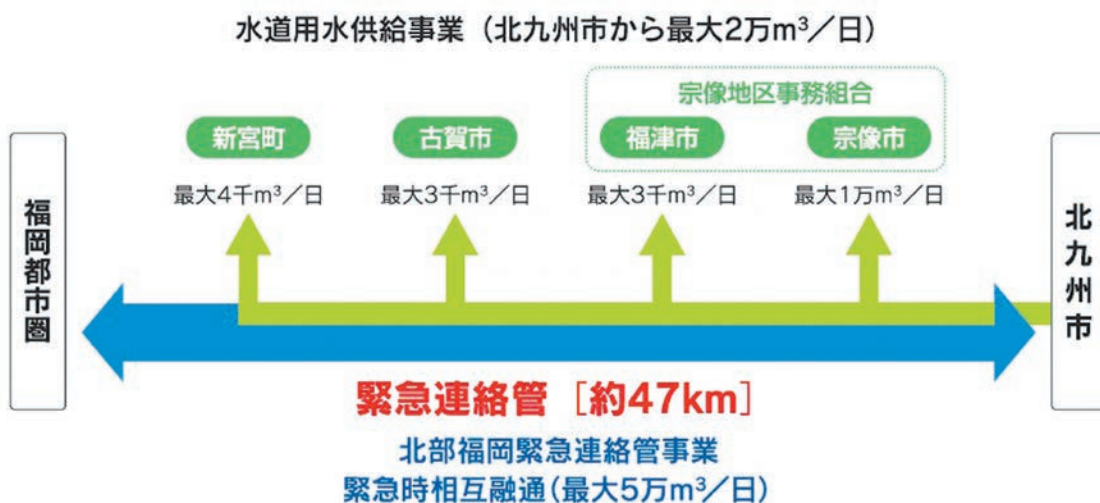 水道用水供給事業（北九州市から最大2万m³／日）
宗像地区事務組合
新宮町
古賀市
福津市
宗像市
最大4千m³／日
最大3千m³／日
最大3千m³／日
最大1万m³／日
福岡都市圏
北九州市
緊急連絡管［約47km］
北部福岡緊急連絡管事業
緊急時相互融通（最大5万m³／日）